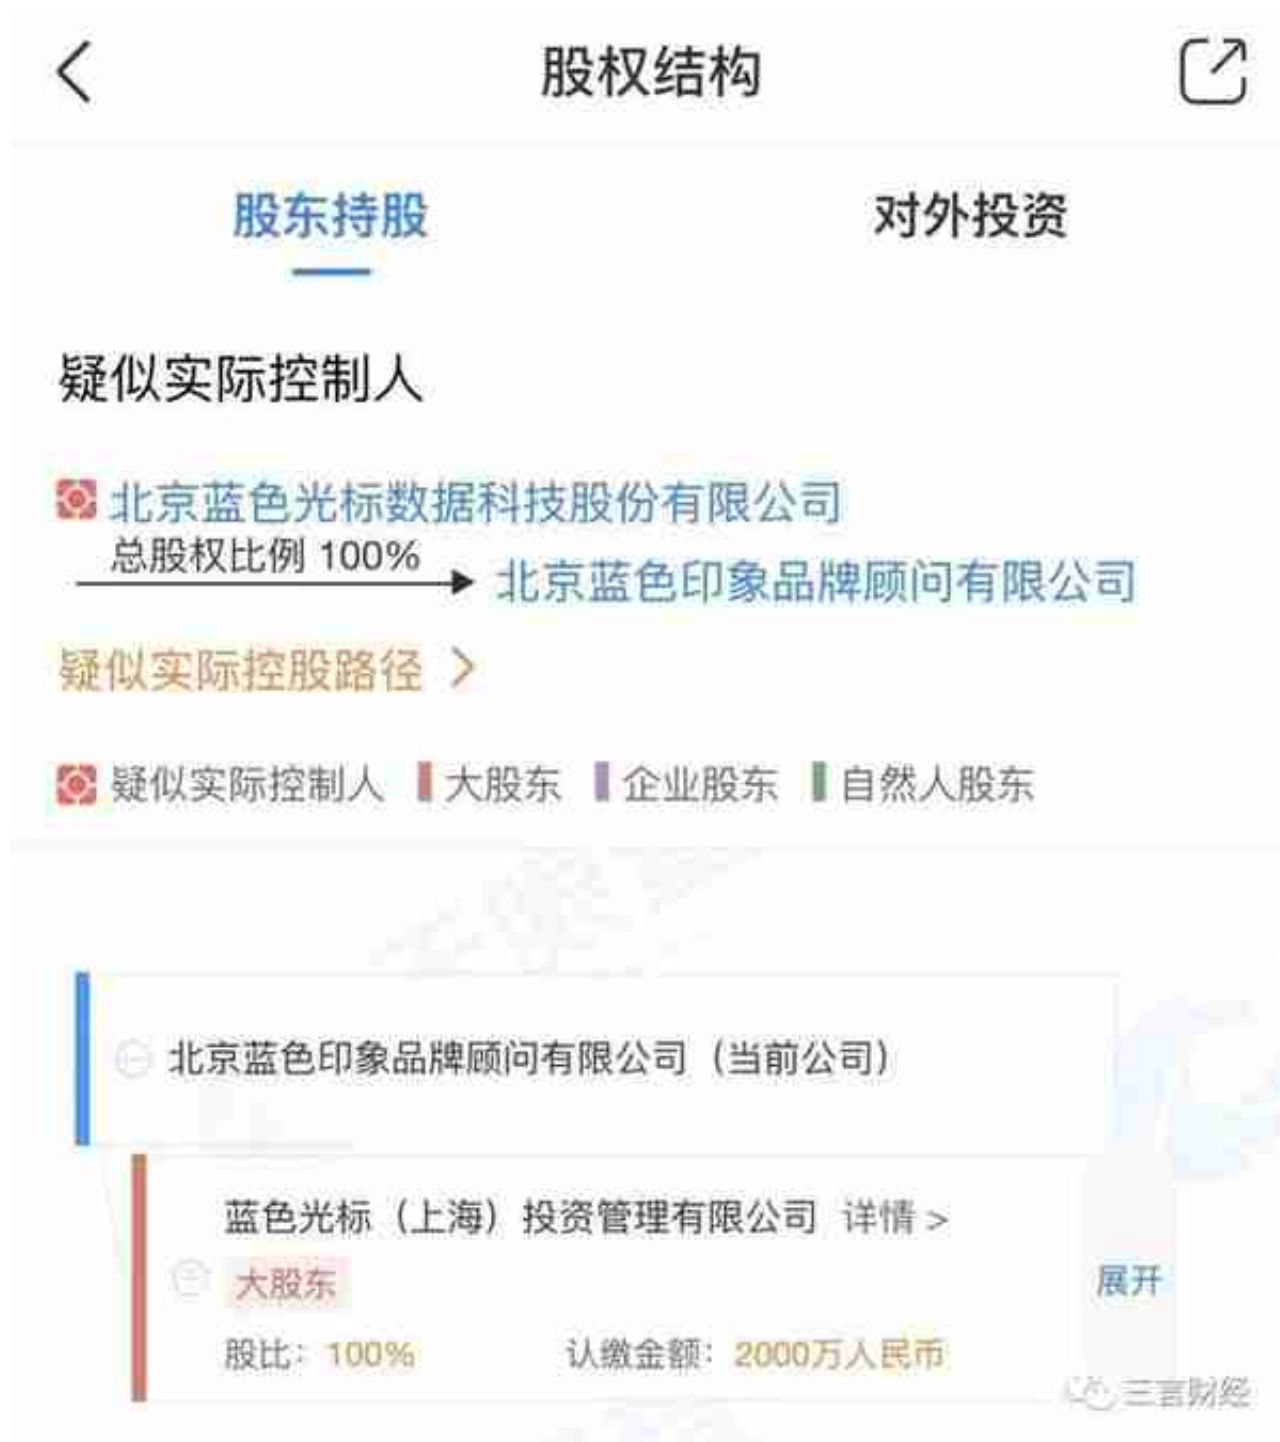 股权结构
股东持股 对外投资
疑似实际控制人
北京蓝色光标数据科技股份有限公司
总股权比例 100%
北京蓝色印象品牌顾问有限公司
疑似实际控股路径 >
疑似实际控制人 大股东 企业股东 自然人股东
北京蓝色印象品牌顾问有限公司（当前公司）
蓝色光标（上海）投资管理有限公司 详情 >
大股东
展开
股比：100% 认缴金额：2000万人民币
三言财经